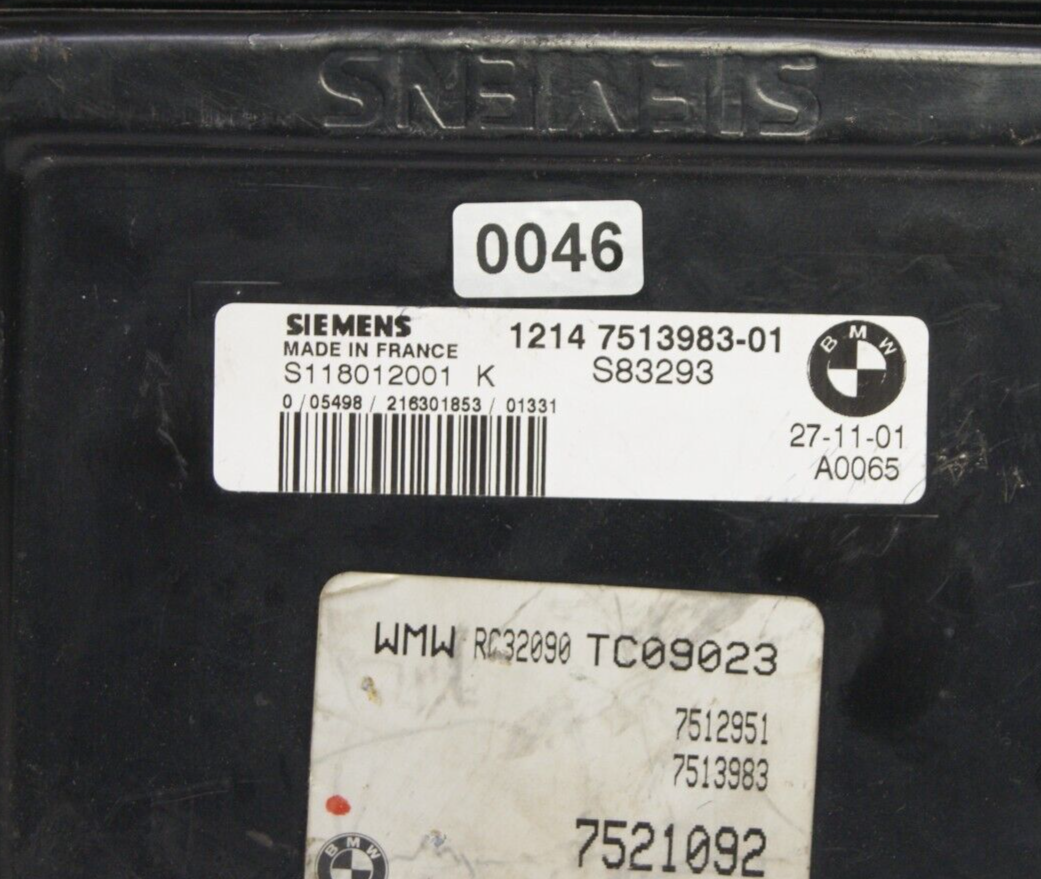 SIEMENS
0046
SIEMENS
MADE IN FRANCE
1214 7513983-01
S118012001 K
S83293
0/05498/216301853/01331
BMW
27-11-01
A0065
WMW RC32090 TC09023
7512951
7513983
7521092
BMW